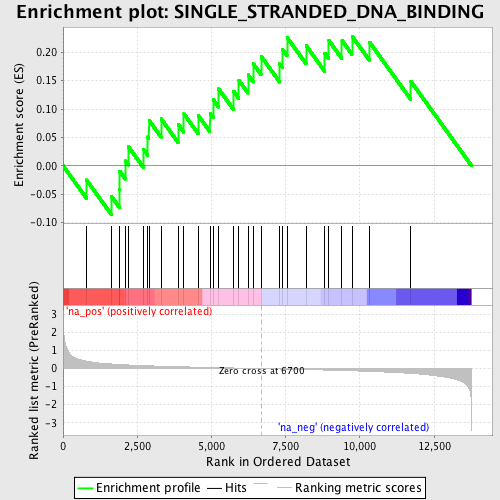 Enrichment plot: SINGLE_STRANDED_DNA_BINDING
Enrichment score (ES)
0.20
0.15
0.10
0.05
0.00
-0.05
-0.10
'na_pos' (positively correlated)
Ranked list metric (PreRanked)
3
2
1
0
-1
-2
-3
Zero cross at 6700
'na_neg' (negatively correlated)
0
2,500
5,000
7,500
10,000
12,500
Rank in Ordered Dataset
Enrichment profile
Hits
Ranking metric scores